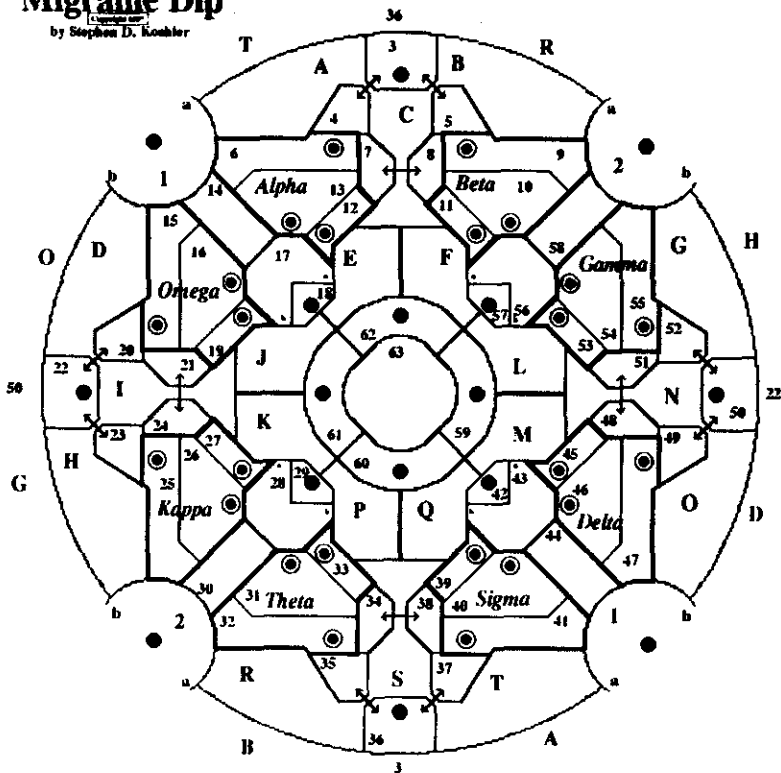 Migraine Dip
by Stephen D. Koehler
36
T A 3 B R
a 4 C 5 a
b 1 6 7 8 9 2 b
14 Alpha 13 12 Beta 10 11
15 16 17 E F 58 G H
O D Omega 18 57 56 Gamma 55 52
20 21 19 J 62 63 L 53 54 51
50 22 I N 50 22
23 24 K 61 59 M 48 49
G H 27 26 25 28 29 60 42 43 45 46 O D
Kappa P Q Delta 44 47
30 31 Theta 33 34 39 38 40 Sigma 41
b 2 32 35 S 37 1 b
a R T a
B 36 A
3